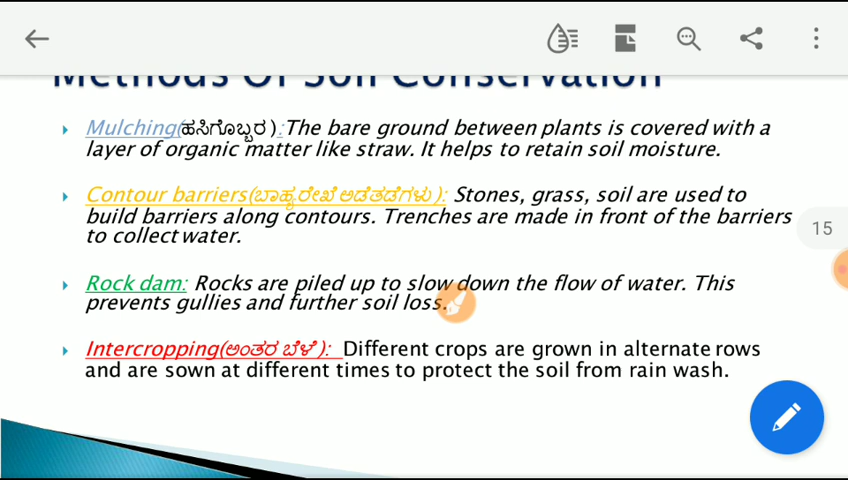 Methods Of Soil Conservation
Mulching(ಹಸಿಗೊಬ್ಬರ ) :The bare ground between plants is covered with a
layer of organic matter like straw. It helps to retain soil moisture.
Contour barriers(ಬಾಹ್ಯರೇಖೆ ಅಡೆತಡೆಗಳು ): Stones, grass, soil are used to
build barriers along contours. Trenches are made in front of the barriers
to collect water.
15
Rock dam: Rocks are piled up to slow down the flow of water. This
prevents gullies and further soil loss.
Intercropping(ಅಂತರ ಬೆಳೆ ): Different crops are grown in alternate rows
and are sown at different times to protect the soil from rain wash.